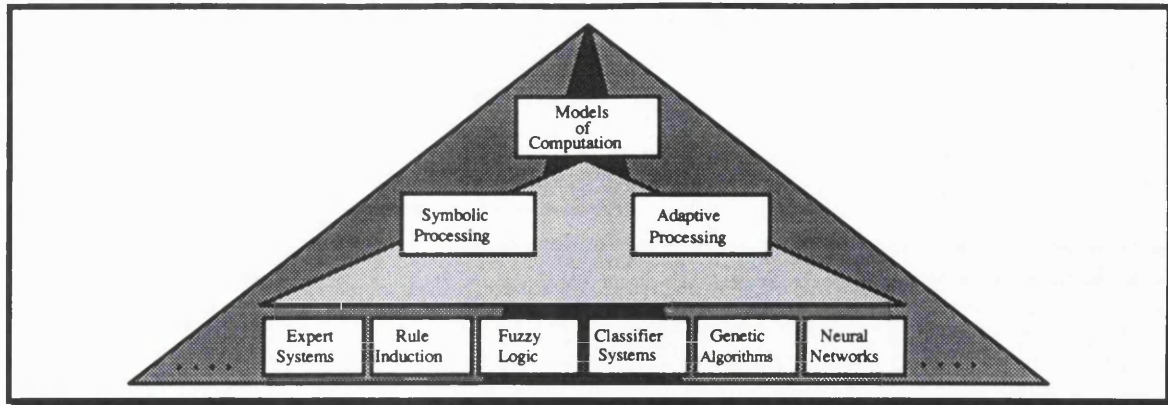 Models
of
Computation
Symbolic
Processing
Adaptive
Processing
Expert
Systems
Rule
Induction
Fuzzy
Logic
Classifier
Systems
Genetic
Algorithms
Neural
Networks